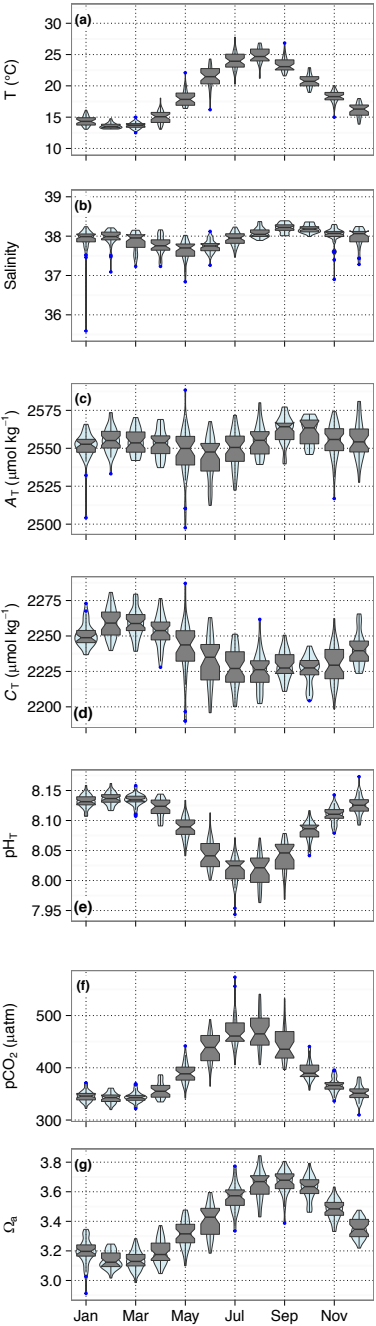 (a)
T (°C)
30
25
20
15
10
(b)
Salinity
39
38
37
36
(c)
A_T (μmol kg⁻¹)
2575
2550
2525
2500
(d)
C_T (μmol kg⁻¹)
2275
2250
2225
2200
(e)
pH_T
8.15
8.10
8.05
8.00
7.95
(f)
pCO₂ (μatm)
500
400
300
(g)
Ω_a
3.8
3.6
3.4
3.2
3.0
Jan Mar May Jul Sep Nov